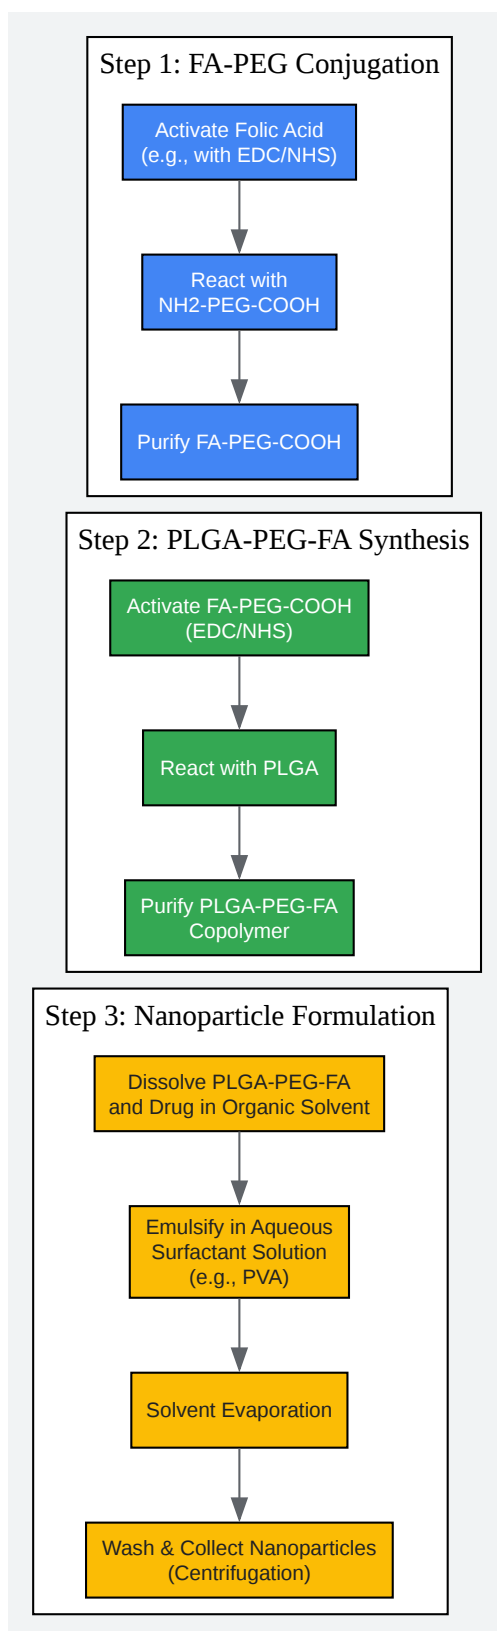 Step 1: FA-PEG Conjugation
Activate Folic Acid
(e.g., with EDC/NHS)
React with
NH2-PEG-COOH
Purify FA-PEG-COOH
Step 2: PLGA-PEG-FA Synthesis
Activate FA-PEG-COOH
(EDC/NHS)
React with PLGA
Purify PLGA-PEG-FA
Copolymer
Step 3: Nanoparticle Formulation
Dissolve PLGA-PEG-FA
and Drug in Organic Solvent
Emulsify in Aqueous
Surfactant Solution
(e.g., PVA)
Solvent Evaporation
Wash & Collect Nanoparticles
(Centrifugation)